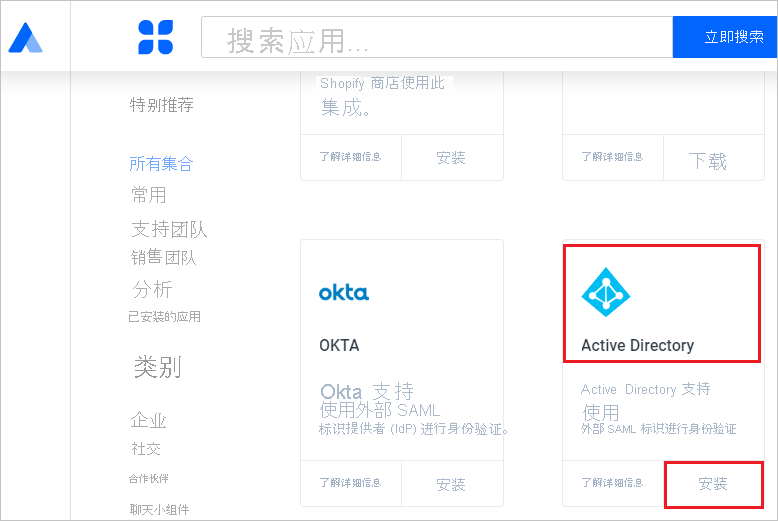 搜索应用...
立即搜索
特别推荐
所有集合
常用
支持团队
销售团队
分析
已安装的应用
类别
企业
社交
合作伙伴
聊天小组件
Shopify 商店使用此
集成。
了解详细信息
安装
了解详细信息
下载
okta
OKTA
Okta 支持
使用外部 SAML
标识提供者 (IdP) 进行身份验证。
了解详细信息
安装
Active Directory
Active Directory 支持
使用
外部 SAML 标识进行身份验证
了解详细信息
安装